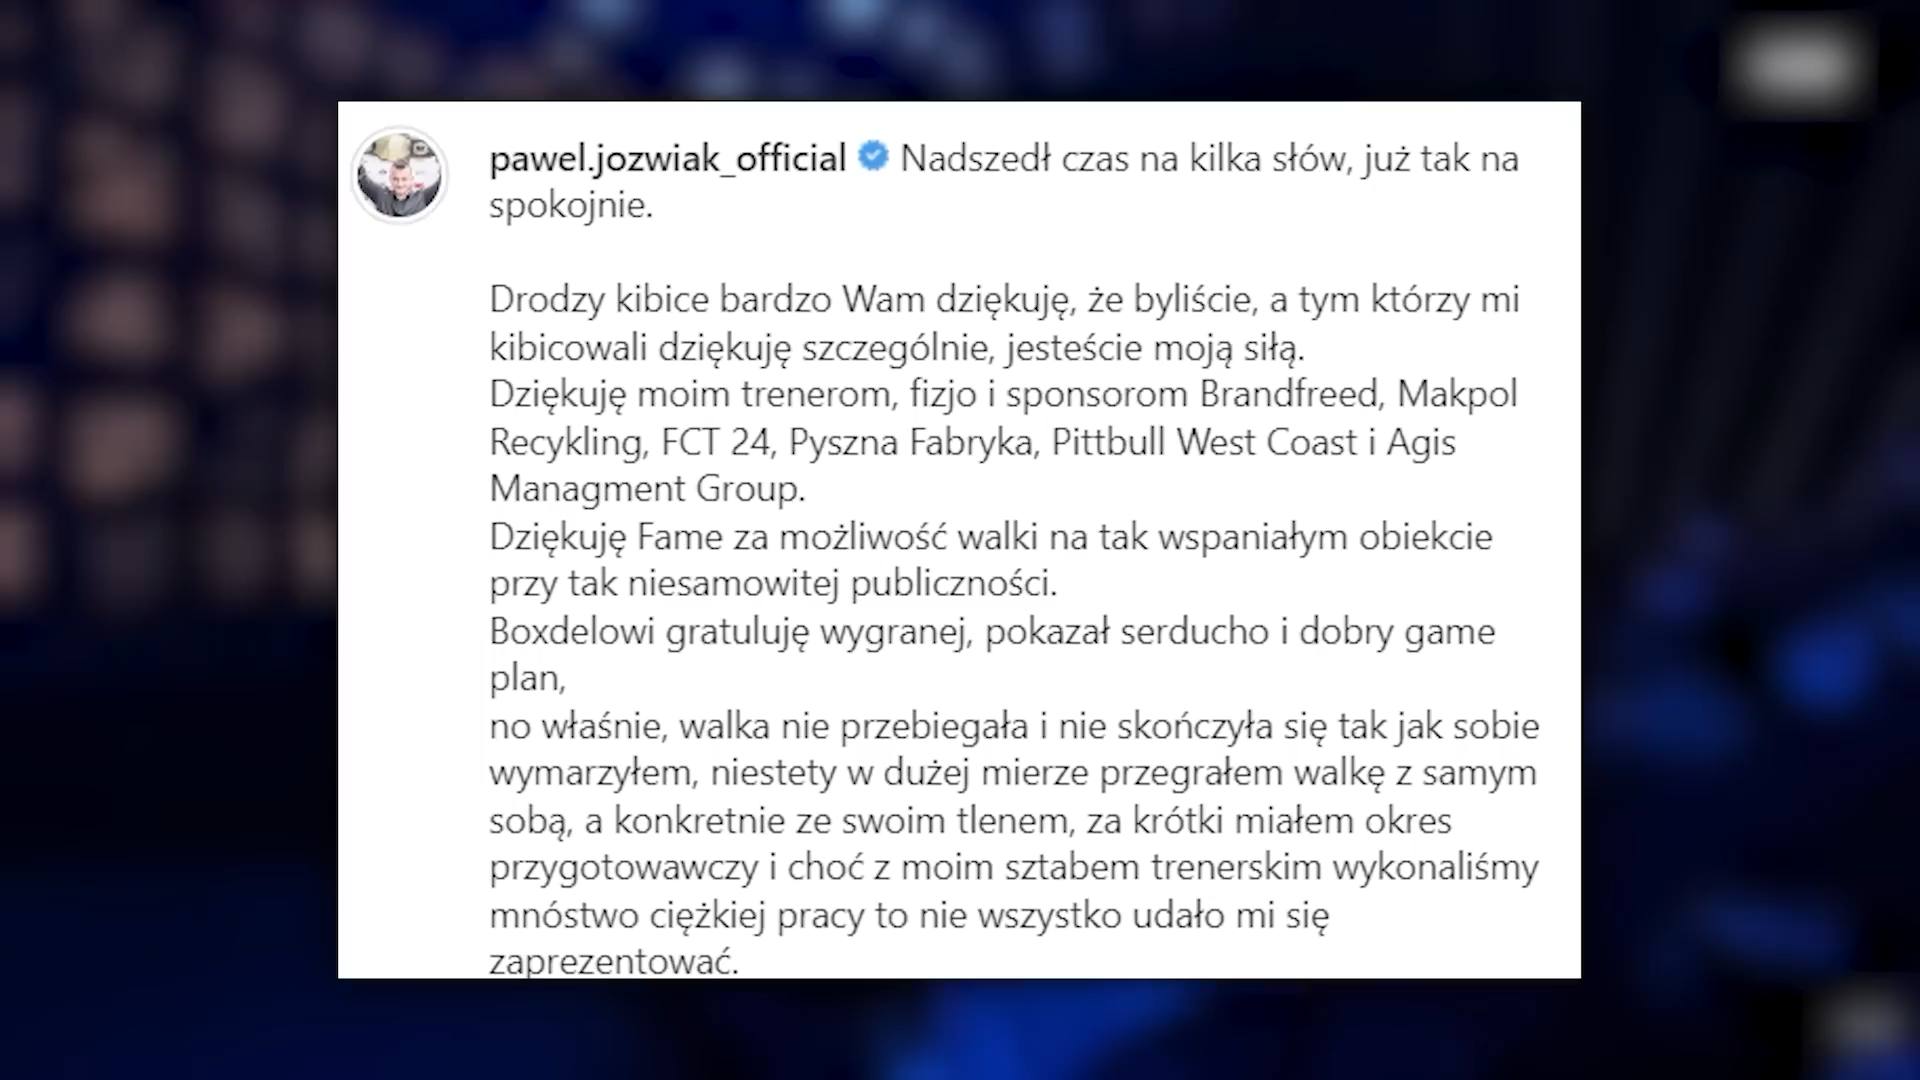 pawel.jozwiak_official Nadszedł czas na kilka słów, już tak na
spokojnie.
Drodzy kibice bardzo Wam dziękuję, że byliście, a tym którzy mi
kibicowali dziękuję szczególnie, jesteście moją siłą.
Dziękuję moim trenerom, fizjo i sponsorom Brandfreed, Makpol
Recykling, FCT 24, Pyszna Fabryka, Pittbull West Coast i Agis
Managment Group.
Dziękuję Fame za możliwość walki na tak wspaniałym obiekcie
przy tak niesamowitej publiczności.
Boxdelowi gratuluję wygranej, pokazał serducho i dobry game
plan,
no właśnie, walka nie przebiegała i nie skończyła się tak jak sobie
wymarzyłem, niestety w dużej mierze przegrałem walkę z samym
sobą, a konkretnie ze swoim tlenem, za krótki miałem okres
przygotowawczy i choć z moim sztabem trenerskim wykonaliśmy
mnóstwo ciężkiej pracy to nie wszystko udało mi się
zaprezentować.